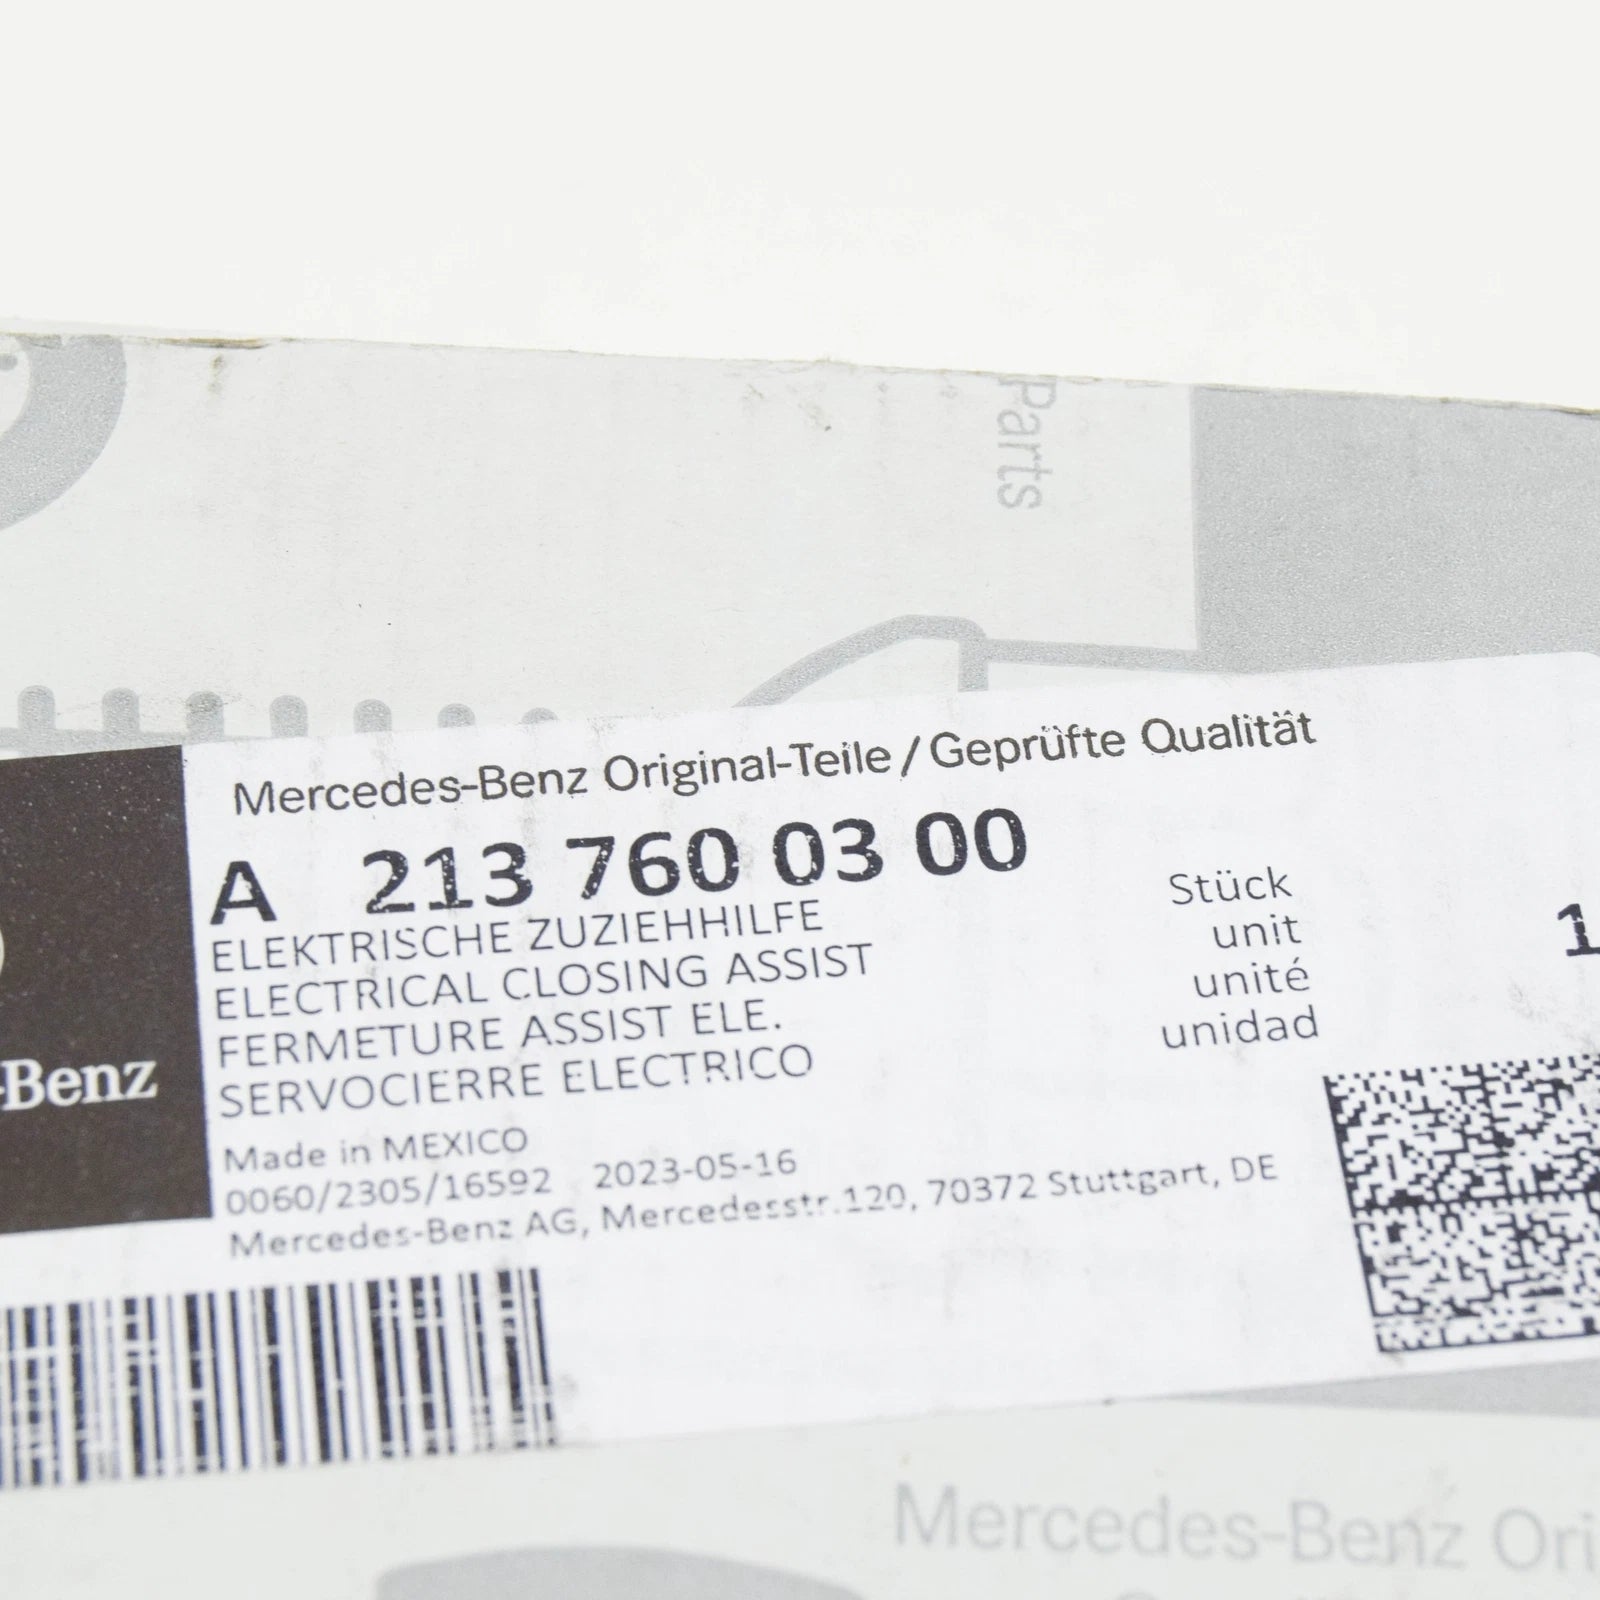 Parts
Mercedes-Benz Original-Teile / Geprüfte Qualität
A 213 760 03 00
ELEKTRISCHE ZUZIEHHILFE
ELECTRICAL CLOSING ASSIST
FERMETURE ASSIST ELE.
SERVOCIERRE ELECTRICO
Stück
unit
unité
unidad
1
-Benz
Made in MEXICO
0060/2305/16592 2023-05-16
Mercedes-Benz AG, Mercedesstr.120, 70372 Stuttgart, DE
Mercedes-Benz Ori